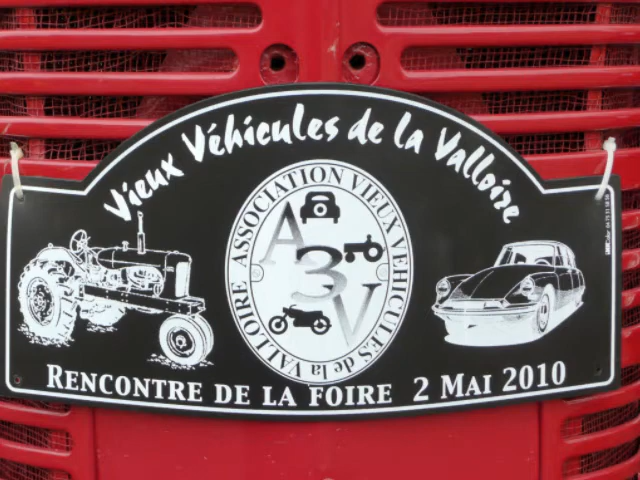 Vieux Véhicules de la Valloire
ASSOCIATION VIEUX VEHICULES de la VALLOIRE
A3V
RENCONTRE DE LA FOIRE 2 MAI 2010